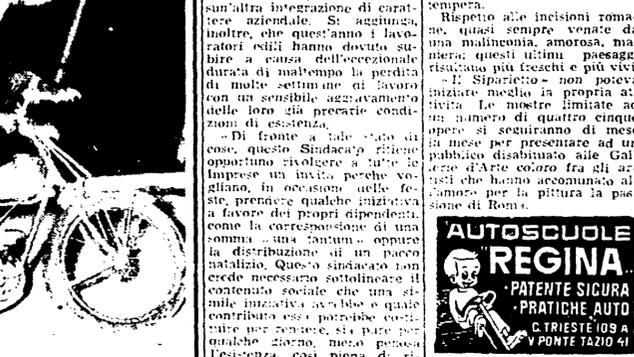 sun'altra integrazione di carat-
tere aziendale. Si aggiunga,
inoltre, che quest'anno i lavo-
ratori edili hanno dovuto su-
bire a causa dell'eccezionale
durata di maltempo la perdita
di molte settimane di lavoro
con un sensibile aggravamento
delle loro già precarie condi-
zioni di esistenza.
«Di fronte a tale stato di
cose, questo Sindacato ritiene
opportuno rivolgere a tutte le
Imprese un invito perchè vo-
gliano, in occasione delle fe-
ste, prendere qualche iniziativa
a favore dei propri dipendenti,
come la corresponsione di una
somma «una tantum» oppure
la distribuzione di un pacco
natalizio. Questo sindacato non
crede necessario sottolineare il
contenuto sociale che una si-
mile iniziativa avrebbe e quale
contributo essa potrebbe costi-
tuire per rendere, sia pure per
qualche giorno, meno penosa
l'esistenza, così piena di ri-
tempera.
Rispetto alle incisioni roma-
ne, quasi sempre venate da
una malinconia, amorosa, ma-
niera; questi ultimi paesaggi
risultano più freschi e più vivi
«Il Siparietto» non poteva
iniziare meglio la propria at-
tività. Le mostre limitate ad
un numero di quattro cinque
opere si seguiranno di mese
in mese per presentare ad un
pubblico disabituato alle Gal-
lerie d'Arte coloro fra gli ar-
tisti che hanno accomunato al-
l'amore per la pittura la pas-
sione di Roma.
AUTOSCUOLE
"REGINA"
• PATENTE SICURA
• PRATICHE AUTO
C. TRIESTE 109 A
V PONTE TAZIO 41